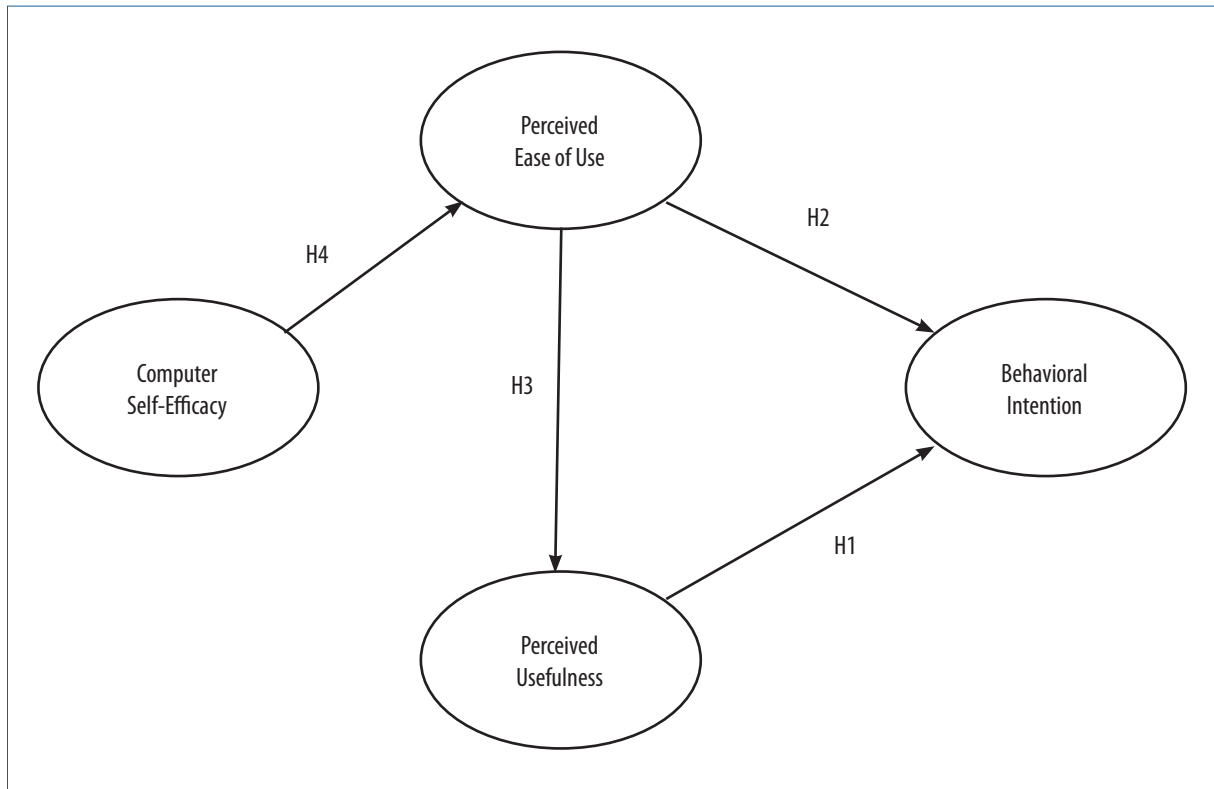 Perceived
Ease of Use
H2
H4
Computer
Self-Efficacy
H3
Behavioral
Intention
H1
Perceived
Usefulness